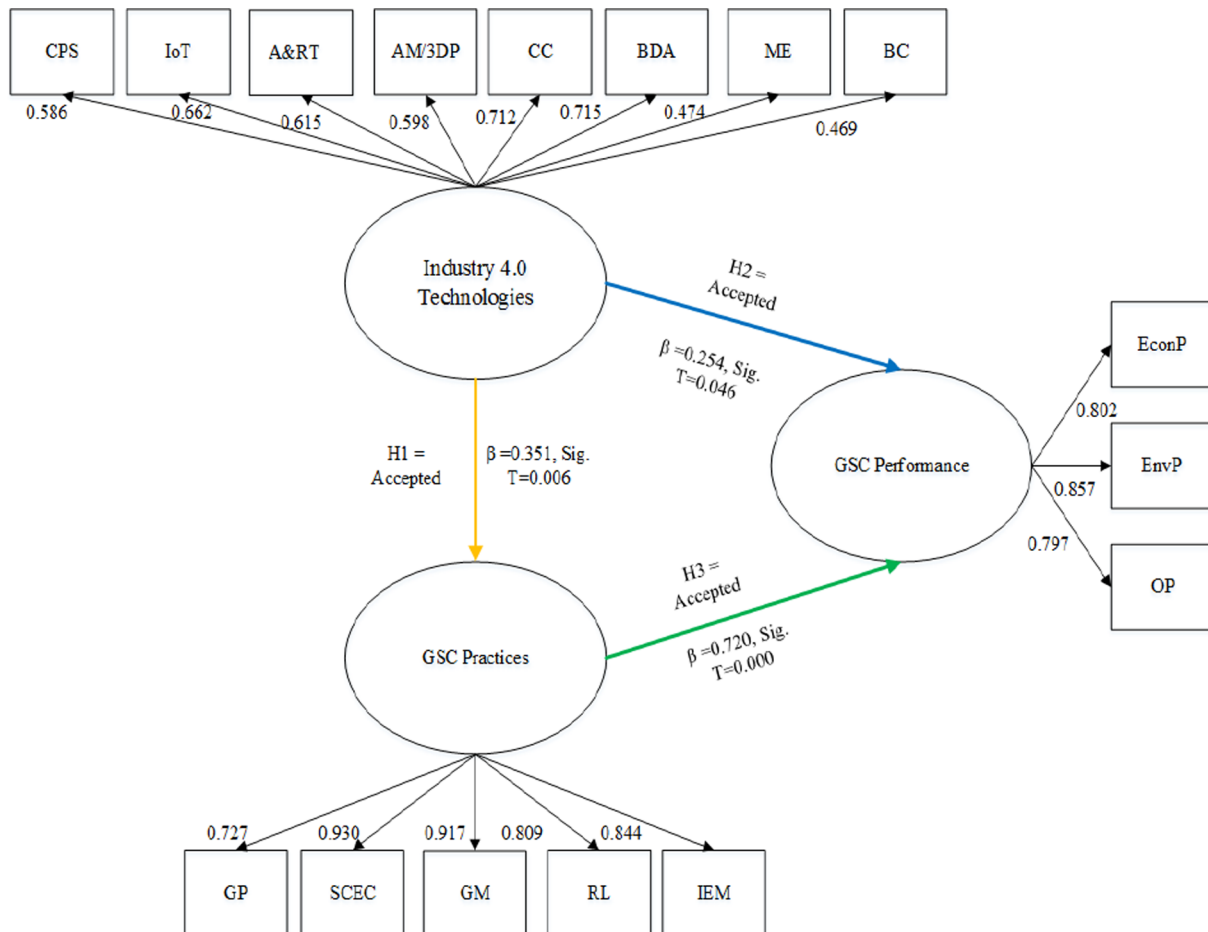 CPS
IoT
A&RT
AM/3DP
CC
BDA
ME
BC
0.586
0.662
0.615
0.598
0.712
0.715
0.474
0.469
Industry 4.0
Technologies
H2 =
Accepted
β =0.254, Sig.
T=0.046
EconP
0.802
H1 =
Accepted
β =0.351, Sig.
T=0.006
GSC Performance
EnvP
0.857
0.797
OP
H3 =
Accepted
β =0.720, Sig.
T=0.000
GSC Practices
0.727
0.930
0.917
0.809
0.844
GP
SCEC
GM
RL
IEM